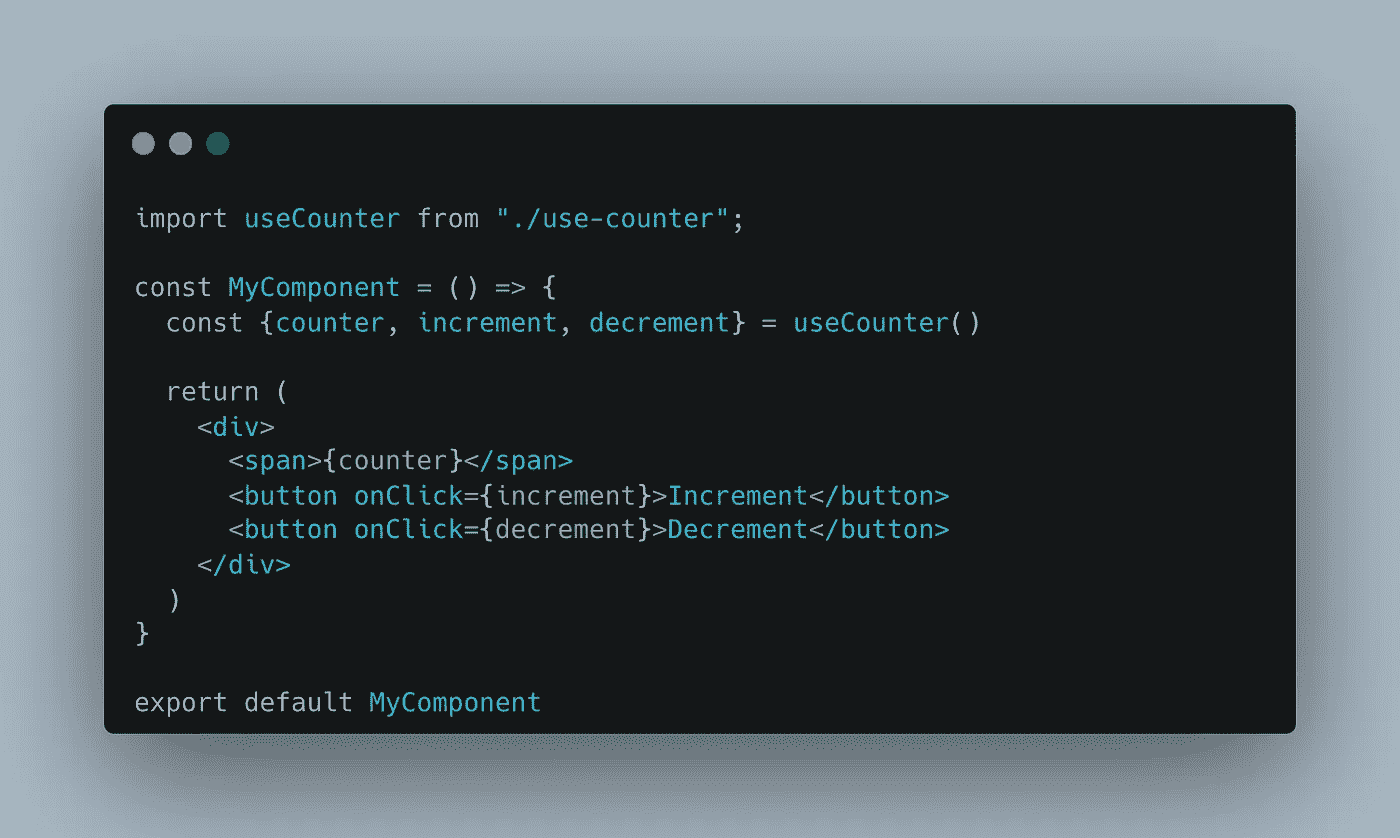 import useCounter from "./use-counter";
const MyComponent = () => {
  const {counter, increment, decrement} = useCounter()
  return (
    <div>
      <span>{counter}</span>
      <button onClick={increment}>Increment</button>
      <button onClick={decrement}>Decrement</button>
    </div>
  )
}
export default MyComponent